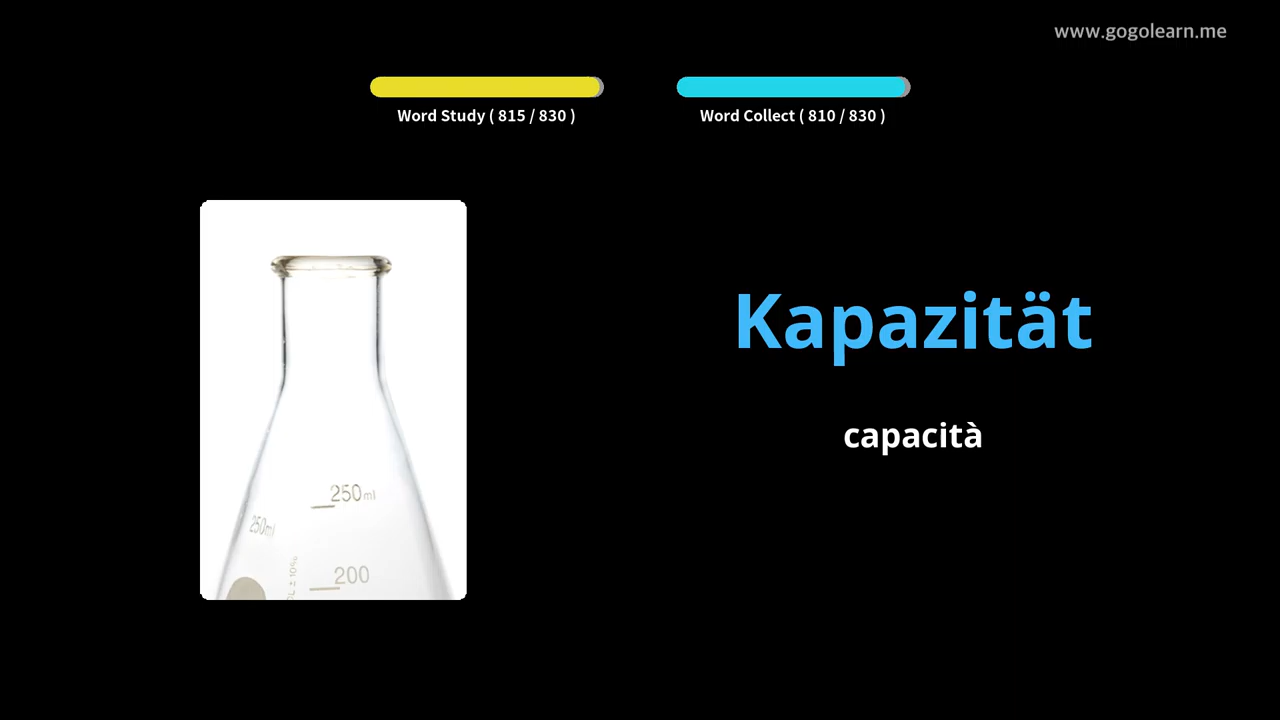 www.gogolearn.me
Word Study ( 815 / 830 )
Word Collect ( 810 / 830 )
Kapazität
capacità
250ml
250ml
200